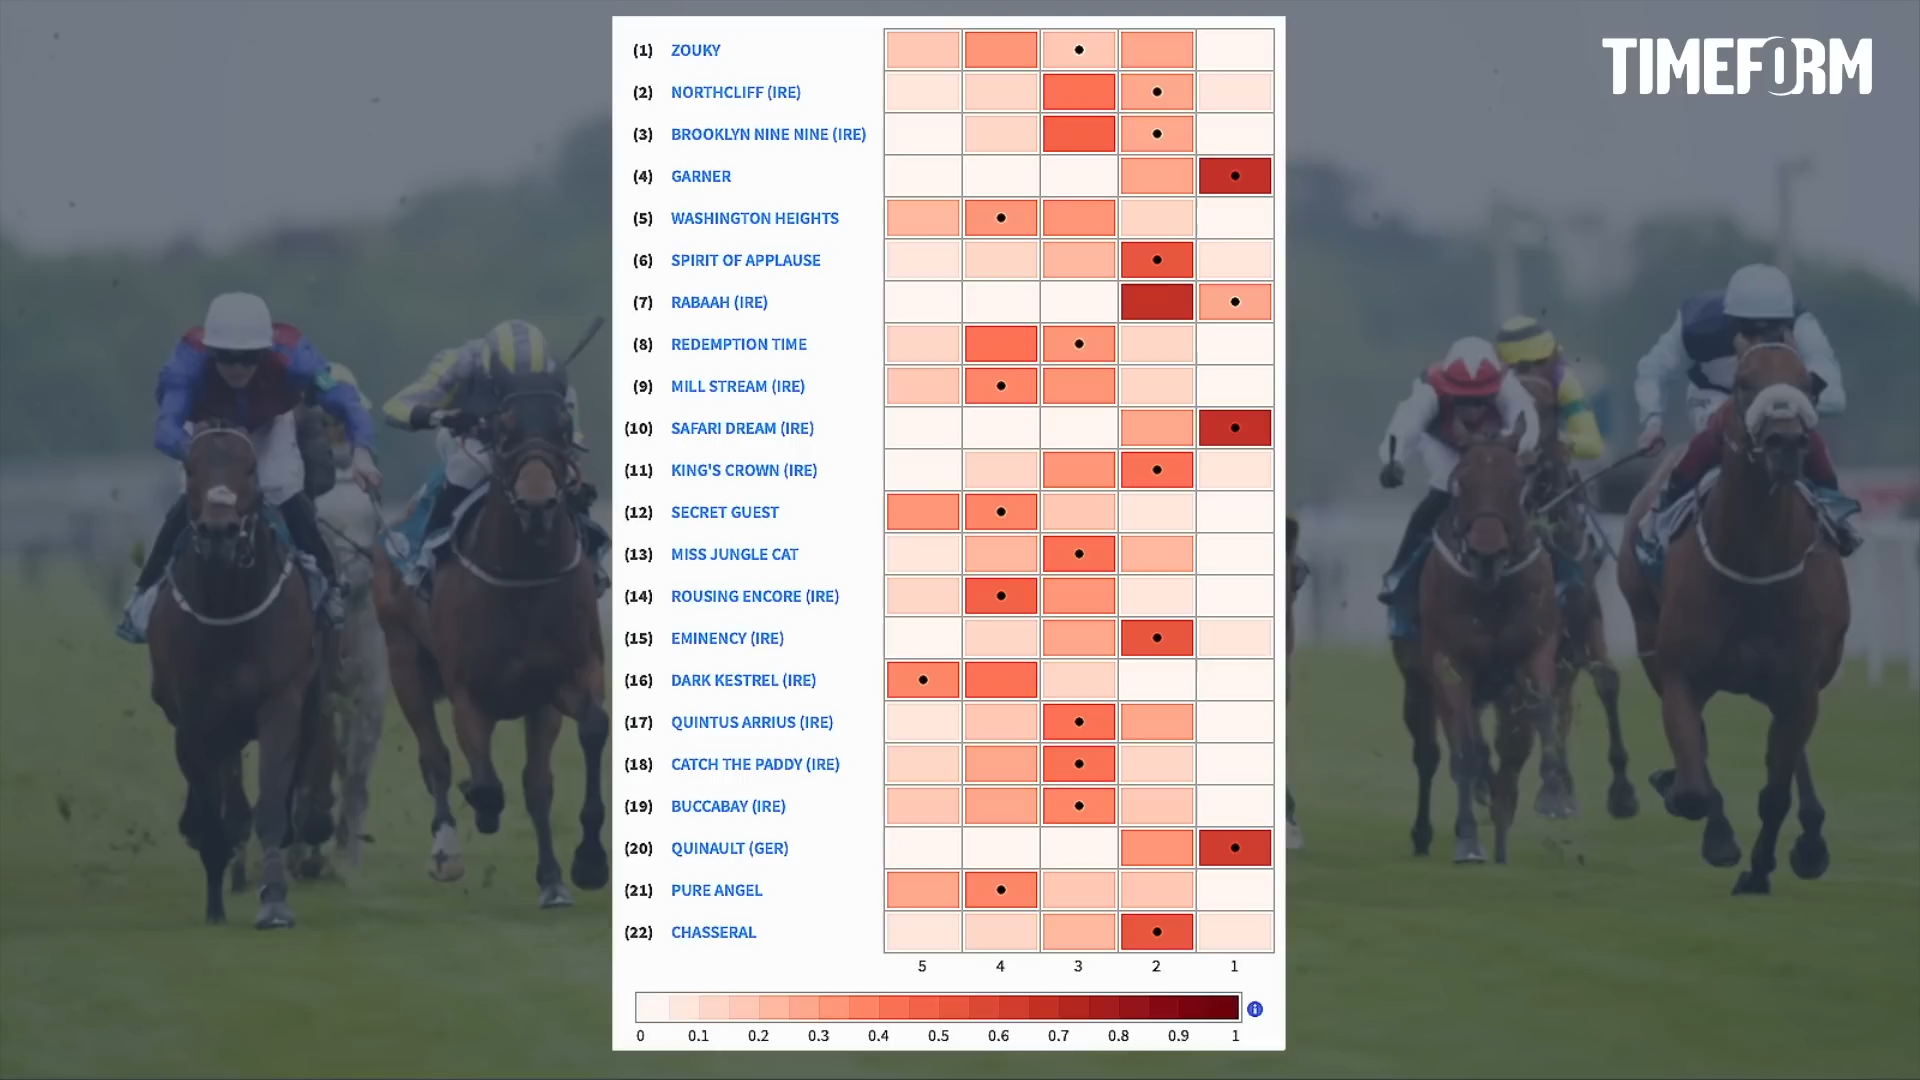 TIMEFORM
(1) ZOUKY
(2) NORTHCLIFF (IRE)
(3) BROOKLYN NINE NINE (IRE)
(4) GARNER
(5) WASHINGTON HEIGHTS
(6) SPIRIT OF APPLAUSE
(7) RABAAH (IRE)
(8) REDEMPTION TIME
(9) MILL STREAM (IRE)
(10) SAFARI DREAM (IRE)
(11) KING'S CROWN (IRE)
(12) SECRET GUEST
(13) MISS JUNGLE CAT
(14) ROUSING ENCORE (IRE)
(15) EMINENCY (IRE)
(16) DARK KESTREL (IRE)
(17) QUINTUS ARRIUS (IRE)
(18) CATCH THE PADDY (IRE)
(19) BUCCABAY (IRE)
(20) QUINAULT (GER)
(21) PURE ANGEL
(22) CHASSERAL
5 4 3 2 1
0 0.1 0.2 0.3 0.4 0.5 0.6 0.7 0.8 0.9 1